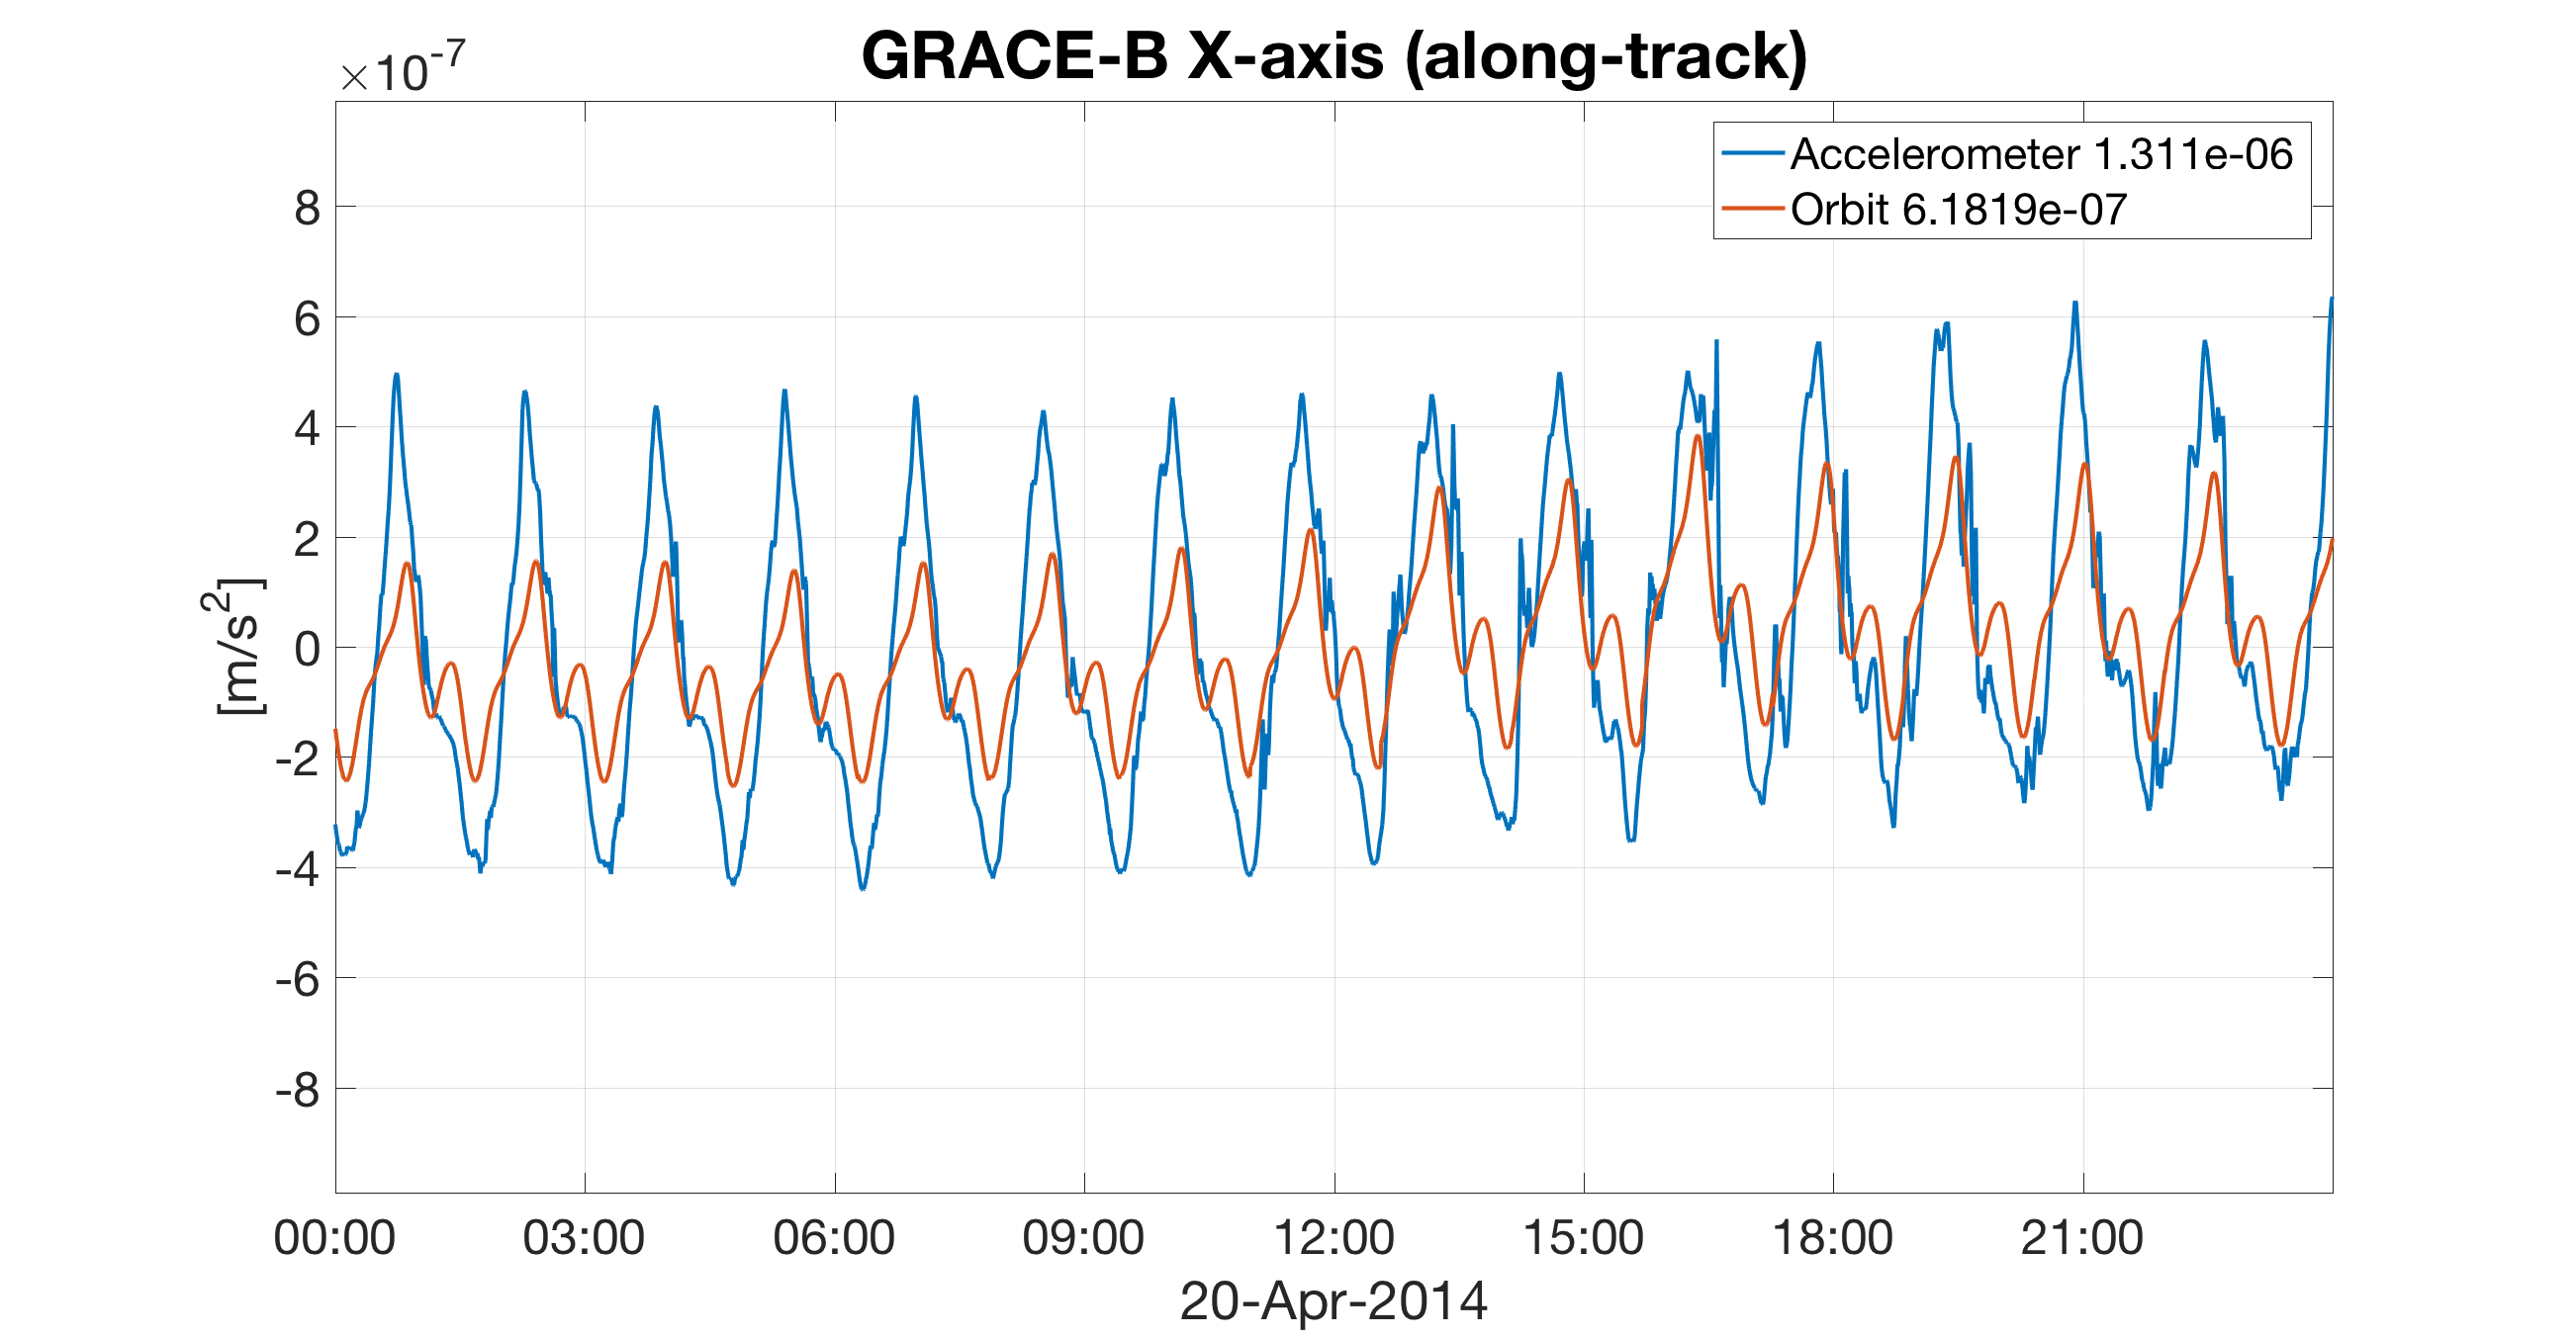 GRACE-B X-axis (along-track)
×10⁻⁷
Accelerometer 1.311e-06
Orbit 6.1819e-07
[m/s²]
8
6
4
2
0
-2
-4
-6
-8
00:00 03:00 06:00 09:00 12:00 15:00 18:00 21:00
20-Apr-2014